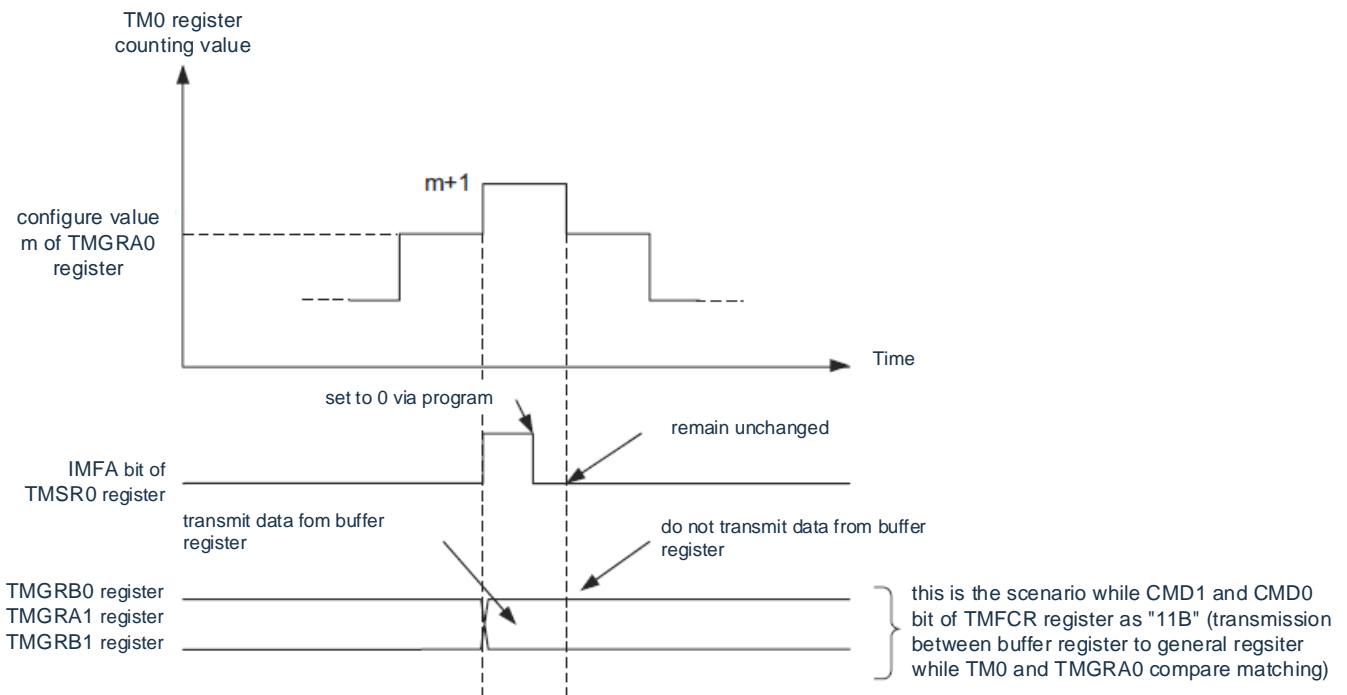 TM0 register
counting value
m+1
configure value
m of TMGRA0
register
Time
set to 0 via program
remain unchanged
IMFA bit of
TMSR0 register
transmit data fom buffer
register
do not transmit data from buffer
register
TMGRB0 register
TMGRA1 register
TMGRB1 register
this is the scenario while CMD1 and CMD0
bit of TMFCR register as "11B" (transmission
between buffer register to general regsiter
while TM0 and TMGRA0 compare matching)